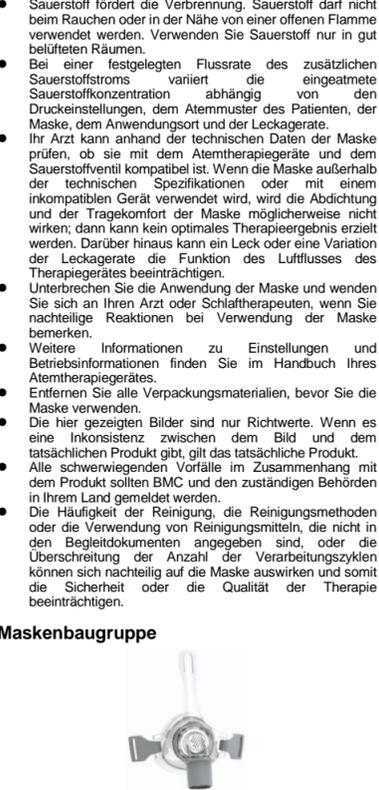 Sauerstoff fördert die Verbrennung. Sauerstoff darf nicht
beim Rauchen oder in der Nähe von einer offenen Flamme
verwendet werden. Verwenden Sie Sauerstoff nur in gut
belüfteten Räumen.
● Bei einer festgelegten Flussrate des zusätzlichen
Sauerstoffstroms variiert die eingeatmete
Sauerstoffkonzentration abhängig von den
Druckeinstellungen, dem Atemmuster des Patienten, der
Maske, dem Anwendungsort und der Leckagerate.
● Ihr Arzt kann anhand der technischen Daten der Maske
prüfen, ob sie mit dem Atemtherapiegeräte und dem
Sauerstoffventil kompatibel ist. Wenn die Maske außerhalb
der technischen Spezifikationen oder mit einem
inkompatiblen Gerät verwendet wird, wird die Abdichtung
und der Tragekomfort der Maske möglicherweise nicht
wirken; dann kann kein optimales Therapieergebnis erzielt
werden. Darüber hinaus kann ein Leck oder eine Variation
der Leckagerate die Funktion des Luftflusses des
Therapiegerätes beeinträchtigen.
● Unterbrechen Sie die Anwendung der Maske und wenden
Sie sich an Ihren Arzt oder Schlaftherapeuten, wenn Sie
nachteilige Reaktionen bei Verwendung der Maske
bemerken.
● Weitere Informationen zu Einstellungen und
Betriebsinformationen finden Sie im Handbuch Ihres
Atemtherapiegerätes.
● Entfernen Sie alle Verpackungsmaterialien, bevor Sie die
Maske verwenden.
● Die hier gezeigten Bilder sind nur Richtwerte. Wenn es
eine Inkonsistenz zwischen dem Bild und dem
tatsächlichen Produkt gibt, gilt das tatsächliche Produkt.
● Alle schwerwiegenden Vorfälle im Zusammenhang mit
dem Produkt sollten BMC und den zuständigen Behörden
in Ihrem Land gemeldet werden.
● Die Häufigkeit der Reinigung, die Reinigungsmethoden
oder die Verwendung von Reinigungsmitteln, die nicht in
den Begleitdokumenten angegeben sind, oder die
Überschreitung der Anzahl der Verarbeitungszyklen
können sich nachteilig auf die Maske auswirken und somit
die Sicherheit oder die Qualität der Therapie
beeinträchtigen.
Maskenbaugruppe